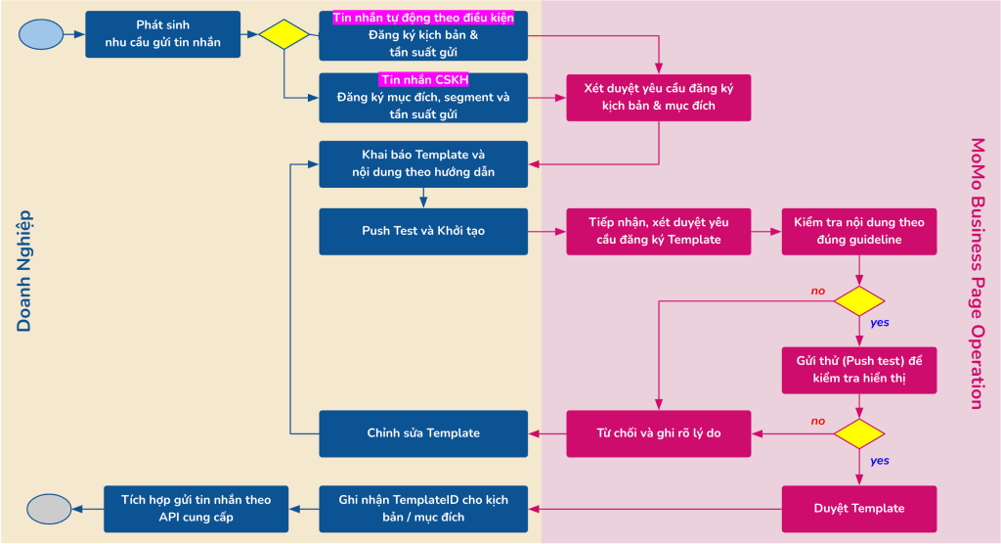 Phát sinh
nhu cầu gửi tin nhắn
Tin nhắn tự động theo điều kiện
Đăng ký kịch bản &
tần suất gửi
Tin nhắn CSKH
Đăng ký mục đích, segment và
tần suất gửi
Xét duyệt yêu cầu đăng ký
kịch bản & mục đích
Khai báo Template và
nội dung theo hướng dẫn
Push Test và Khởi tạo
Tiếp nhận, xét duyệt yêu
cầu đăng ký Template
Kiểm tra nội dung theo
đúng guideline
no
yes
Gửi thử (Push test) để
kiểm tra hiển thị
no
yes
Từ chối và ghi rõ lý do
Chỉnh sửa Template
Duyệt Template
Ghi nhận TemplateID cho kịch
bản / mục đích
Tích hợp gửi tin nhắn theo
API cung cấp
Doanh Nghiệp
MoMo Business Page Operation